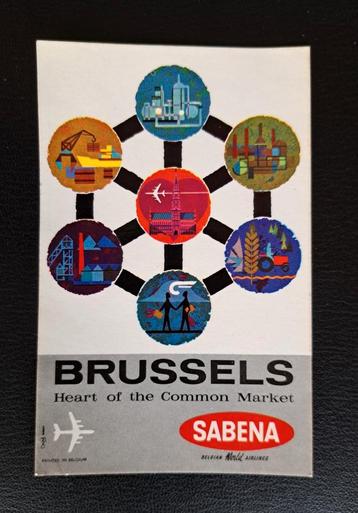 BRUSSELS
Heart of the Common Market
SABENA
BELGIAN World AIRLINES
PRINTED IN BELGIUM